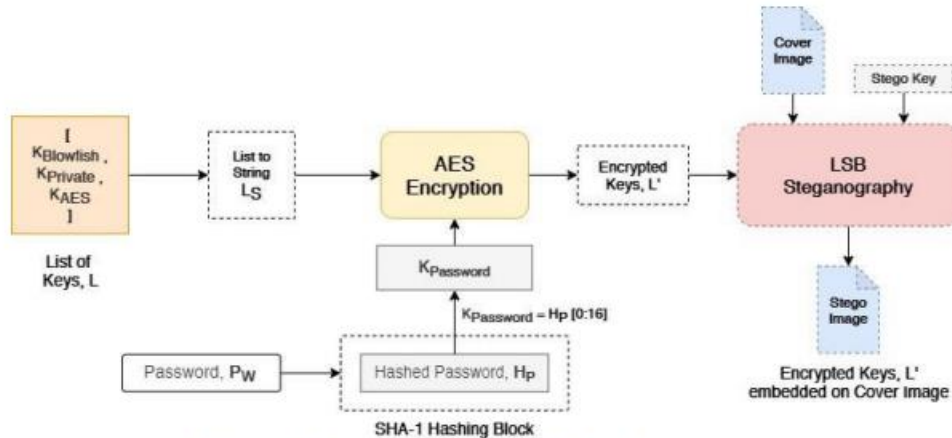 Cover
Image
Stego Key
[
KBlowfish ,
KPrivate ,
KAES
]
List to
String
LS
AES
Encryption
Encrypted
Keys, L'
LSB
Steganography
List of
Keys, L
KPassword
KPassword = HP [0:16]
Stego
Image
Password, PW
Hashed Password, HP
Encrypted Keys, L'
embedded on Cover Image
SHA-1 Hashing Block